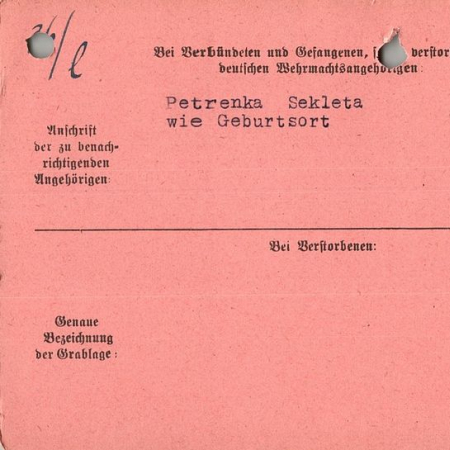 Bei Verbündeten und Gefangenen, verstor
deutschen Wehrmachtsangehörigen:
Petrenka Sekleta
wie Geburtsort
Anschrift
der zu benach-
richtigenden
Angehörigen:
Bei Verstorbenen:
Genaue
Bezeichnung
der Grablage: